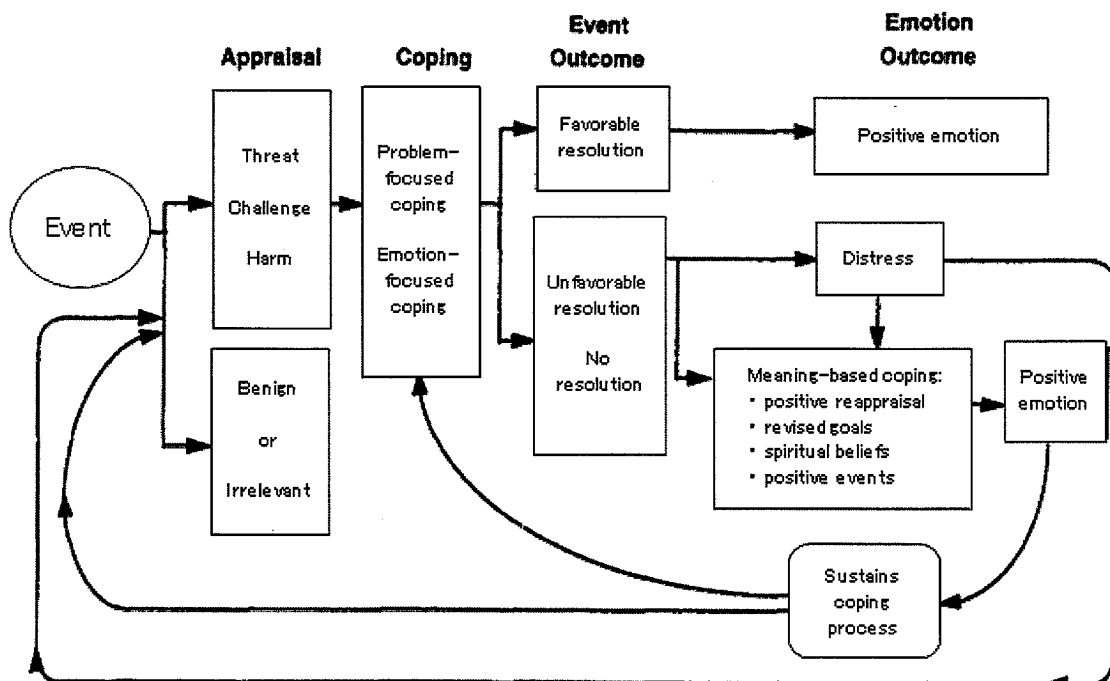 Appraisal
Coping
Event
Outcome
Emotion
Outcome
Event
Threat
Challenge
Harm
Benign
or
Irrelevant
Problem-
focused
coping
Emotion-
focused
coping
Favorable
resolution
Unfavorable
resolution
No
resolution
Positive emotion
Distress
Meaning-based coping:
• positive reappraisal
• revised goals
• spiritual beliefs
• positive events
Positive
emotion
Sustains
coping
process